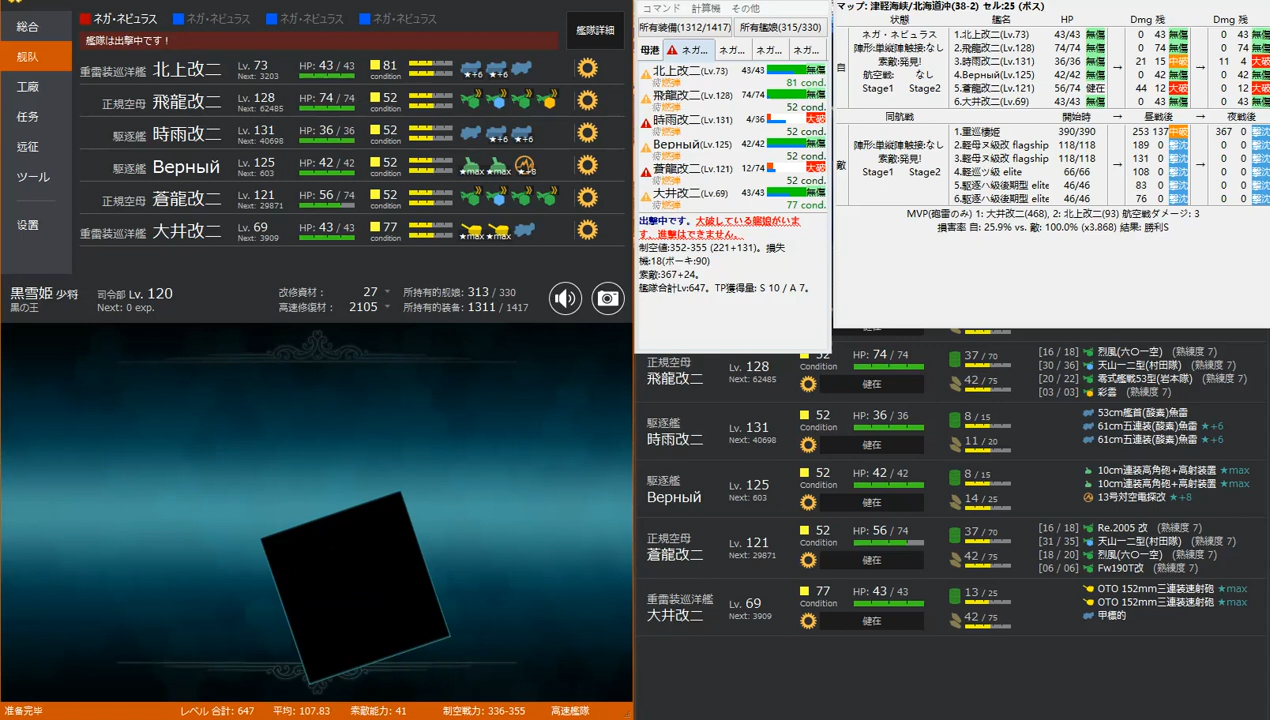 総合
舰队
工廠
任务
远征
ツール
设置
ネガ・ネビュラス
ネガ・ネビュラス
ネガ・ネビュラス
ネガ・ネビュラス
艦隊は出撃中です！
艦隊詳細
重雷装巡洋艦 北上改二 Lv. 73 Next: 3203 HP: 43 / 43 81 condition ★+6 ★+6
正規空母 飛龍改二 Lv. 128 Next: 62485 HP: 74 / 74 52 condition
駆逐艦 時雨改二 Lv. 131 Next: 40698 HP: 36 / 36 52 condition ★+6 ★+6
駆逐艦 Верный Lv. 125 Next: 603 HP: 42 / 42 52 condition ★max ★max ★+8
正規空母 蒼龍改二 Lv. 121 Next: 29871 HP: 56 / 74 52 condition
重雷装巡洋艦 大井改二 Lv. 69 Next: 3909 HP: 43 / 43 77 condition ★max ★max
黒雪姫 少将 司令部 Lv. 120 改修資材： 27 所持有的舰娘: 313 / 330
黒の王 Next: 0 exp. 高速修復材： 2105 所持有的装备: 1311 / 1417
准备完毕 レベル 合計: 647 平均: 107.83 索敵能力: 41 制空戦力: 336-355 高速艦隊
コマンド 計算機 その他
所有装備(1312/1417) 所有艦娘(315/330)
母港 ネガ... ネガ... ネガ... ネガ...
北上改二(Lv.73) 43/43 無傷
疲燃弾 81 cond.
飛龍改二(Lv.128) 74/74 無傷
疲燃弾 52 cond.
時雨改二(Lv.131) 4/36 大破
疲燃弾 52 cond.
Верный(Lv.125) 42/42 無傷
疲燃弾 52 cond.
蒼龍改二(Lv.121) 12/74 大破
疲燃弾 52 cond.
大井改二(Lv.69) 43/43 無傷
疲燃弾 77 cond.
出撃中です。大破している艦娘がいま
す、進撃はできません。
制空値:352-355 (221+131)。損失
機:18(ボーキ:90)
索敵:367+24。
艦隊合計Lv:647。TP獲得量: S 10 / A 7。
マップ: 津軽海峡/北海道沖(38-2) セル:25 (ボス)
状態 艦名 HP Dmg 残 Dmg 残
自
ネガ・ネビュラス 1.北上改二(Lv.73) 43/43 無傷 0 43 無傷 0 43 無傷
陣形:単縦陣触接:なし 2.飛龍改二(Lv.128) 74/74 無傷 0 74 無傷 0 74 無傷
索敵:発見! 3.時雨改二(Lv.131) 36/36 無傷 → 21 15 中破 → 11 4 大破
航空戦: なし 4.Верный(Lv.125) 42/42 無傷 0 42 無傷 0 42 無傷
Stage1 Stage2 5.蒼龍改二(Lv.121) 56/74 健在 44 12 大破 0 12 大破
6.大井改二(Lv.69) 43/43 無傷 0 43 無傷 0 43 無傷
同航戦 開始時 昼戦後 夜戦後
敵
1.重巡棲姫 390/390 253 137 中破 367 0 撃沈
陣形:単縦陣触接:なし 2.軽母ヌ級改 flagship 118/118 189 0 撃沈 0 0 撃沈
索敵:発見! 3.軽母ヌ級改 flagship 118/118 → 131 0 撃沈 → 0 0 撃沈
Stage1 Stage2 4.軽巡ツ級 elite 66/66 108 0 撃沈 0 0 撃沈
5.駆逐ハ級後期型 elite 46/46 83 0 撃沈 0 0 撃沈
6.駆逐ハ級後期型 elite 46/46 76 0 撃沈 0 0 撃沈
MVP(砲雷のみ) 1: 大井改二(468), 2: 北上改二(93) 航空戦ダメージ: 3
損害率 自: 25.9% vs. 敵: 100.0% (x3.868) 結果: 勝利S
正規空母 飛龍改二 Lv. 128 Next: 62485 52 Condition HP: 74 / 74 健在 37 / 70 42 / 75
[16 / 18] 烈風(六〇一空) (熟練度 7)
[30 / 36] 天山一二型(村田隊) (熟練度 7)
[20 / 22] 零式艦戦53型(岩本隊) (熟練度 7)
[03 / 03] 彩雲 (熟練度 7)
駆逐艦 時雨改二 Lv. 131 Next: 40698 52 Condition HP: 36 / 36 健在 8 / 15 11 / 20
53cm艦首(酸素)魚雷
61cm五連装(酸素)魚雷 ★+6
61cm五連装(酸素)魚雷 ★+6
駆逐艦 Верный Lv. 125 Next: 603 52 Condition HP: 42 / 42 健在 8 / 15 14 / 25
10cm連装高角砲+高射装置 ★max
10cm連装高角砲+高射装置 ★max
13号対空電探改 ★+8
正規空母 蒼龍改二 Lv. 121 Next: 29871 52 Condition HP: 56 / 74 健在 37 / 70 42 / 75
[16 / 18] Re.2005 改 (熟練度 7)
[31 / 35] 天山一二型(村田隊) (熟練度 7)
[18 / 20] 烈風(六〇一空) (熟練度 7)
[06 / 06] Fw190T改 (熟練度 7)
重雷装巡洋艦 大井改二 Lv. 69 Next: 3909 77 Condition HP: 43 / 43 健在 13 / 25 42 / 75
OTO 152mm三連装速射砲 ★max
OTO 152mm三連装速射砲 ★max
甲標的